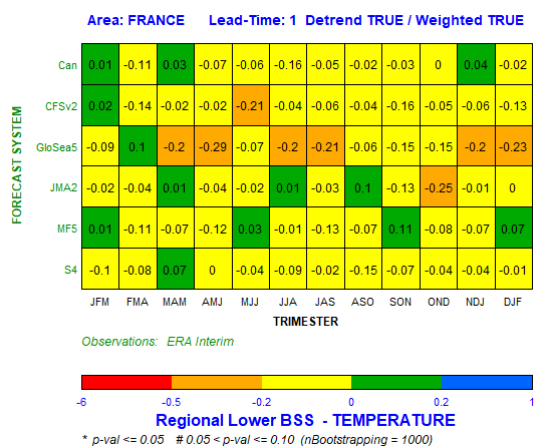 Area: FRANCE Lead-Time: 1 Detrend TRUE / Weighted TRUE
FORECAST SYSTEM
Can 0.01 -0.11 0.03 -0.07 -0.06 -0.16 -0.05 -0.02 -0.03 0 0.04 -0.02
CFSv2 0.02 -0.14 -0.02 -0.02 -0.21 -0.04 -0.06 -0.04 -0.16 -0.05 -0.06 -0.13
GloSea5 -0.09 0.1 -0.2 -0.29 -0.07 -0.2 -0.21 -0.06 -0.15 -0.15 -0.2 -0.23
JMA2 -0.02 -0.04 0.01 -0.04 -0.02 0.01 -0.03 0.1 -0.13 -0.25 -0.01 0
MF5 0.01 -0.11 -0.07 -0.12 0.03 -0.01 -0.13 -0.07 0.11 -0.08 -0.07 0.07
S4 -0.1 -0.08 0.07 0 -0.04 -0.09 -0.02 -0.15 -0.07 -0.04 -0.04 -0.01
JFM FMA MAM AMJ MJJ JJA JAS ASO SON OND NDJ DJF
TRIMESTER
Observations: ERA Interim
-6 -0.5 -0.2 0 0.2 1
Regional Lower BSS - TEMPERATURE
* p-val <= 0.05 # 0.05 < p-val <= 0.10 (nBootstrapping = 1000)